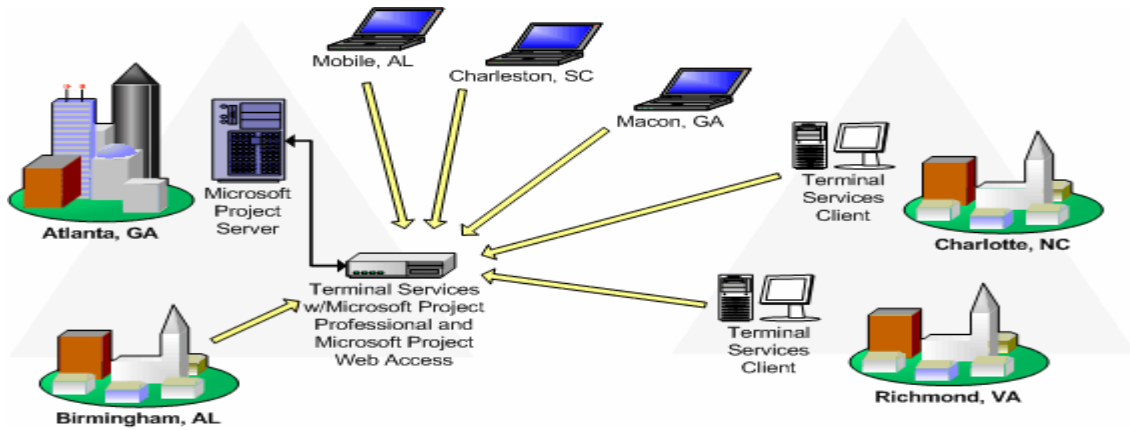 Mobile, AL
Charleston, SC
Macon, GA
Microsoft
Project
Server
Atlanta, GA
Terminal
Services
Client
Charlotte, NC
Terminal Services
w/Microsoft Project
Professional and
Microsoft Project
Web Access
Terminal
Services
Client
Richmond, VA
Birmingham, AL